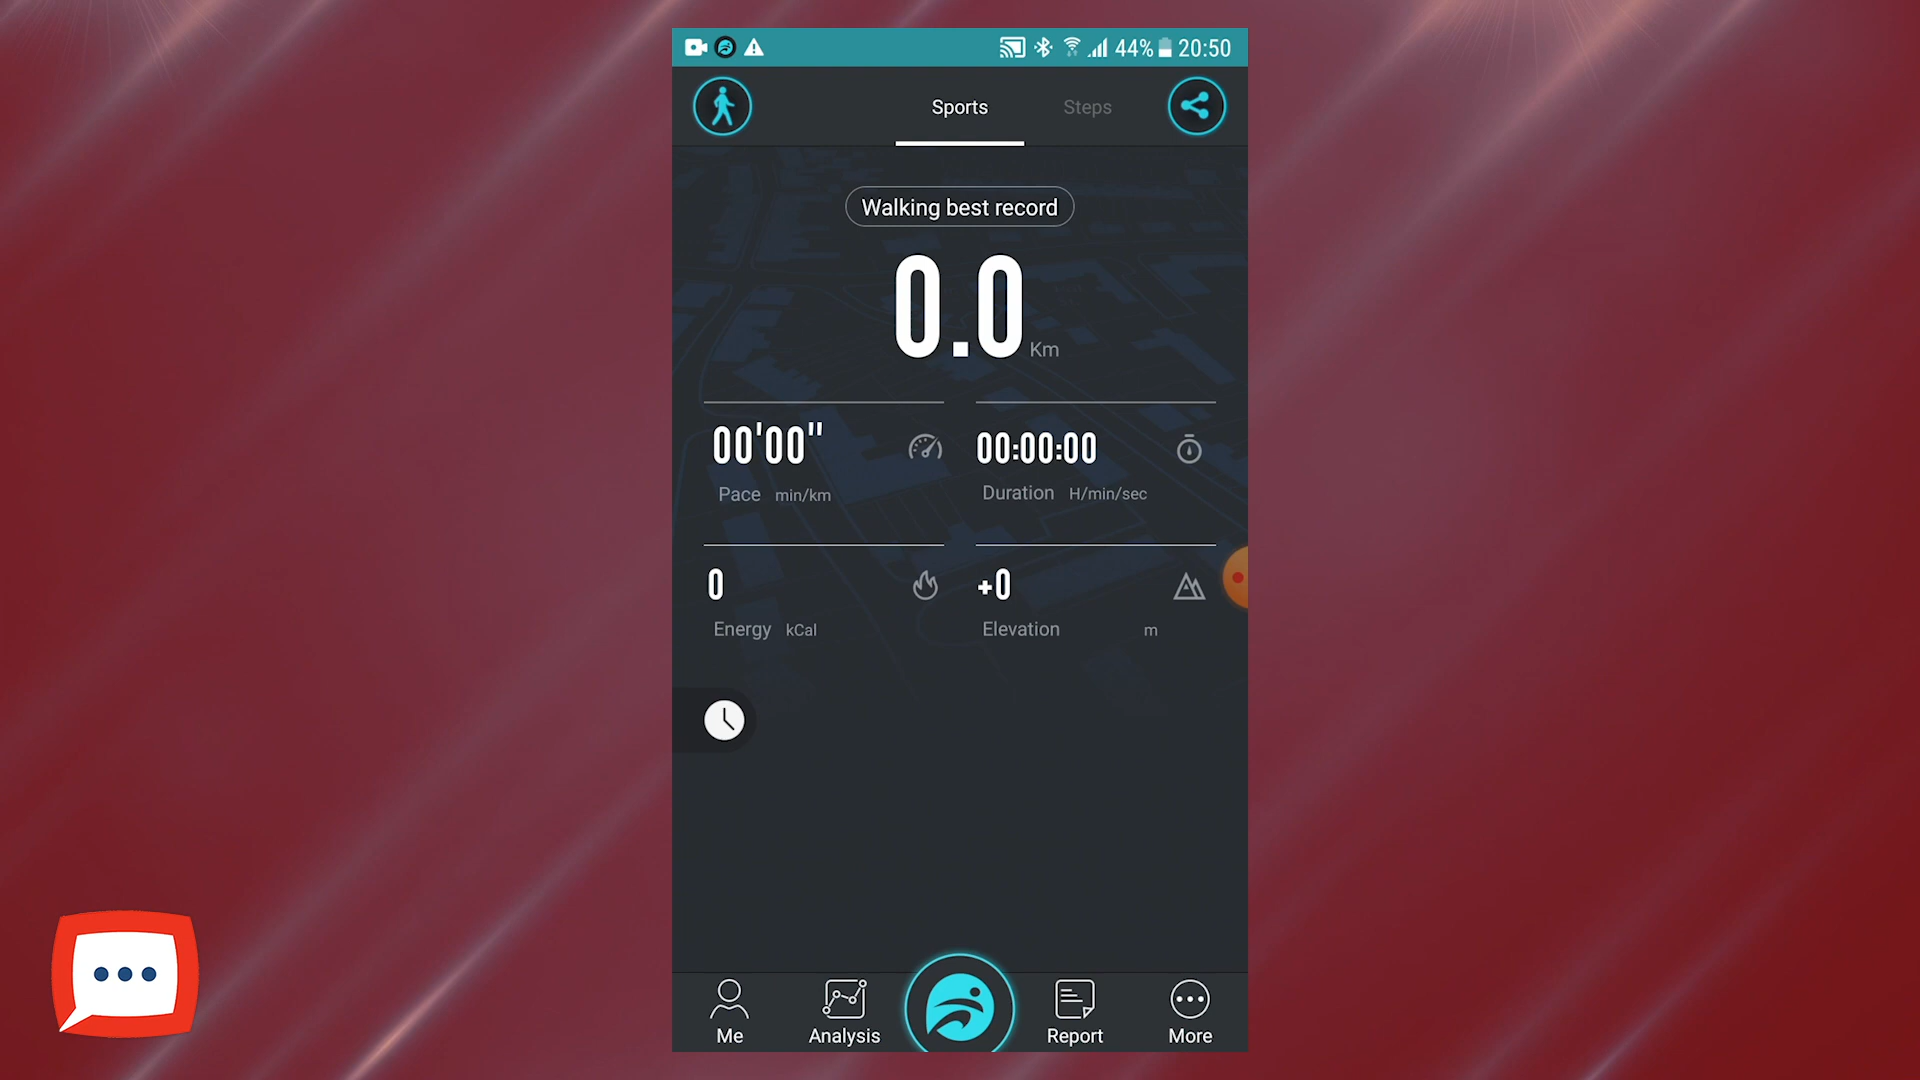 44% 20:50
Sports Steps
Walking best record
0.0 Km
00'00" 00:00:00
Pace min/km Duration H/min/sec
0 +0
Energy kCal Elevation m
Me Analysis Report More